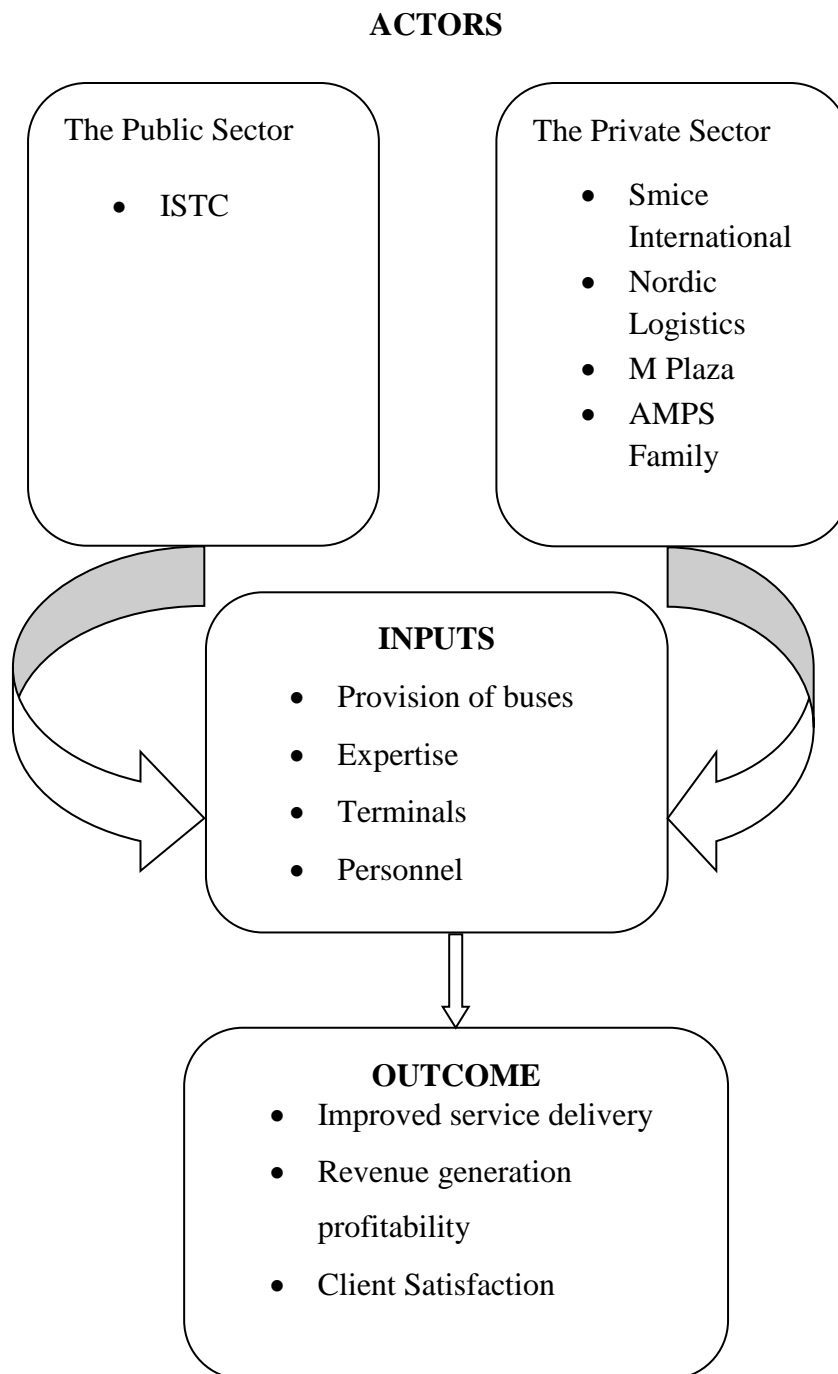 ACTORS
The Public Sector
• ISTC
The Private Sector
• Smice
International
• Nordic
Logistics
• M Plaza
• AMPS
Family
INPUTS
• Provision of buses
• Expertise
• Terminals
• Personnel
OUTCOME
• Improved service delivery
• Revenue generation
profitability
• Client Satisfaction